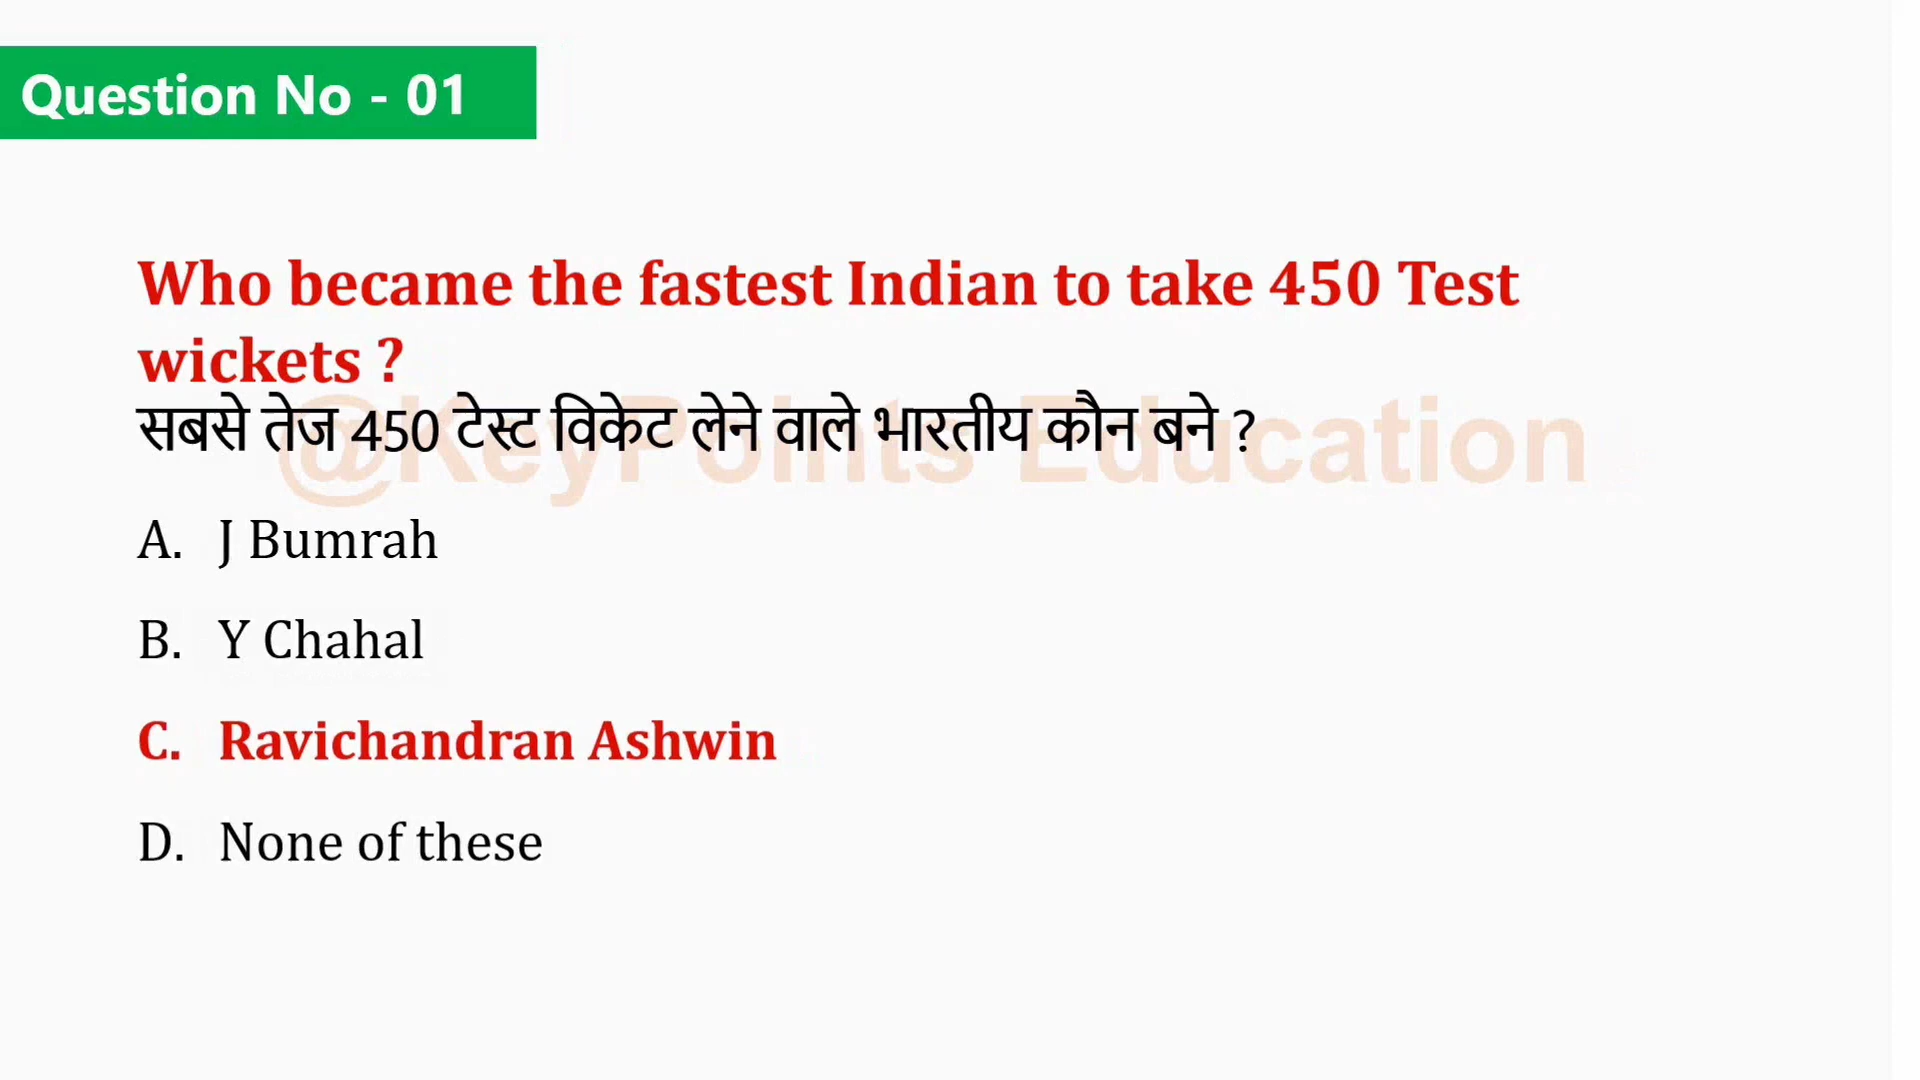 Question No - 01
Who became the fastest Indian to take 450 Test
wickets ?
सबसे तेज 450 टेस्ट विकेट लेने वाले भारतीय कौन बने ?
@KeyPoints Education
A. J Bumrah
B. Y Chahal
C. Ravichandran Ashwin
D. None of these